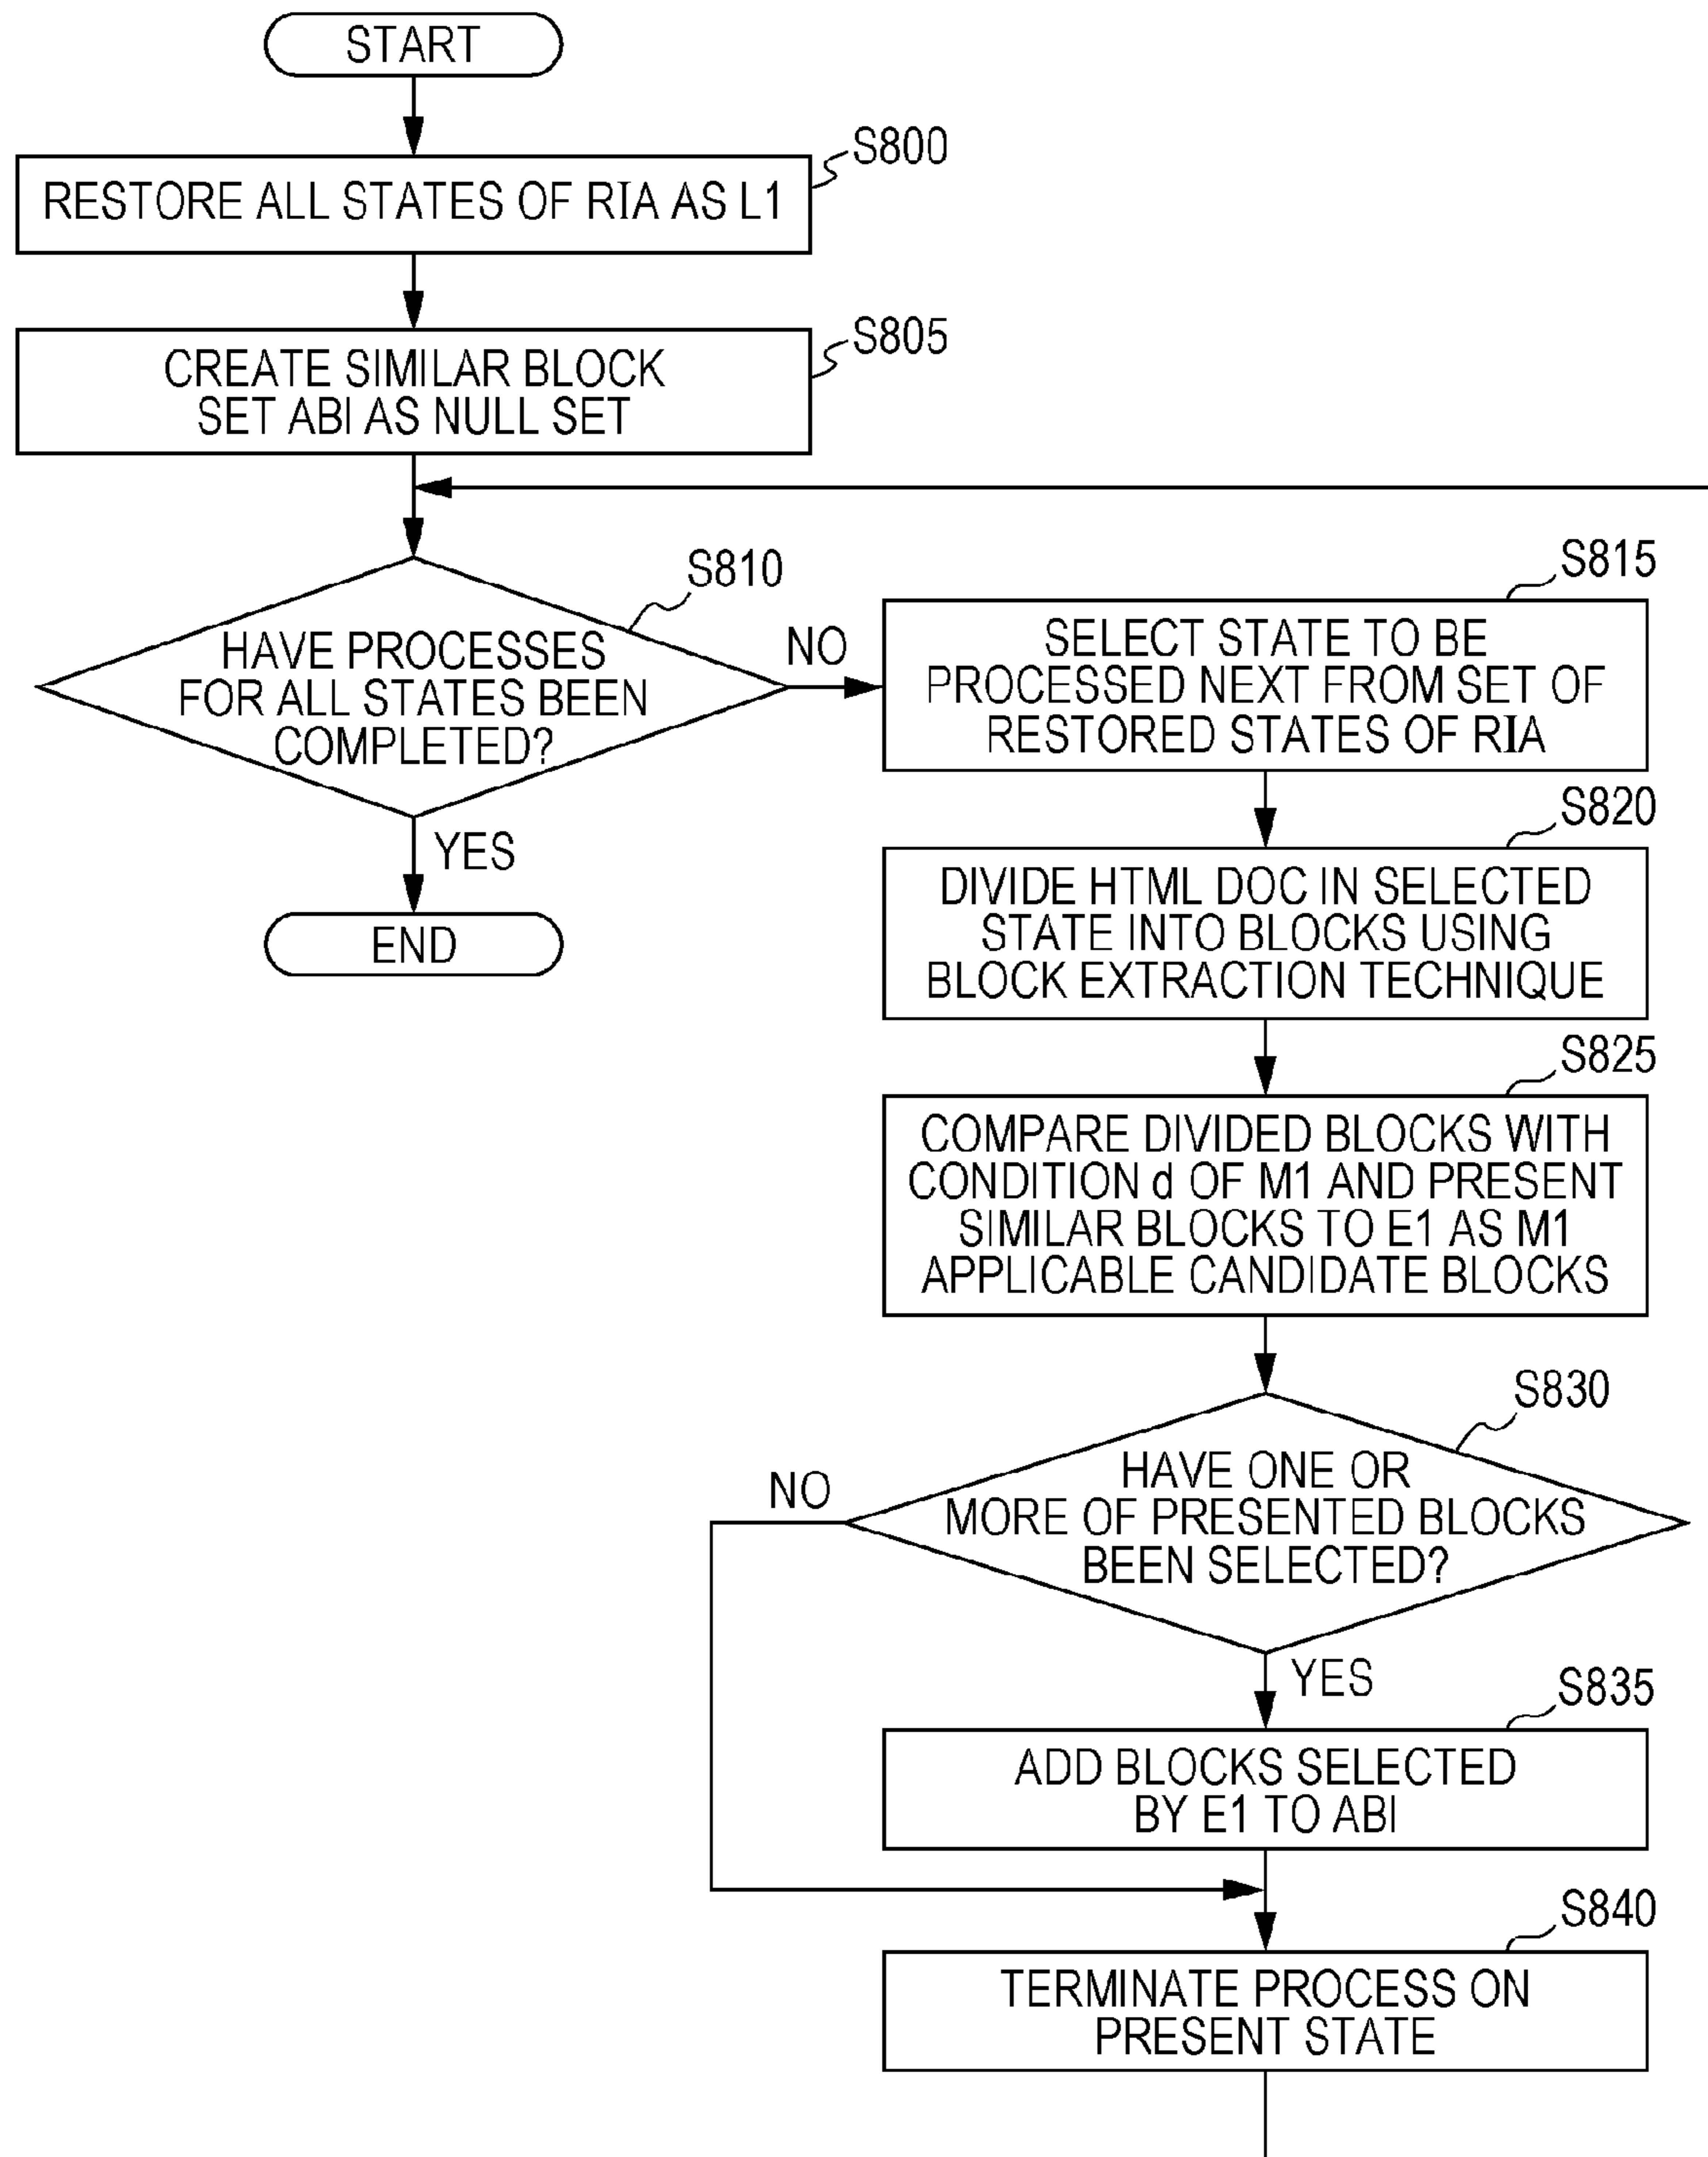 START
S800
RESTORE ALL STATES OF RIA AS L1
S805
CREATE SIMILAR BLOCK
SET ABI AS NULL SET
S810
HAVE PROCESSES
FOR ALL STATES BEEN
COMPLETED?
NO
YES
END
S815
SELECT STATE TO BE
PROCESSED NEXT FROM SET OF
RESTORED STATES OF RIA
S820
DIVIDE HTML DOC IN SELECTED
STATE INTO BLOCKS USING
BLOCK EXTRACTION TECHNIQUE
S825
COMPARE DIVIDED BLOCKS WITH
CONDITION d OF M1 AND PRESENT
SIMILAR BLOCKS TO E1 AS M1
APPLICABLE CANDIDATE BLOCKS
S830
HAVE ONE OR
MORE OF PRESENTED BLOCKS
BEEN SELECTED?
NO
YES
S835
ADD BLOCKS SELECTED
BY E1 TO ABI
S840
TERMINATE PROCESS ON
PRESENT STATE